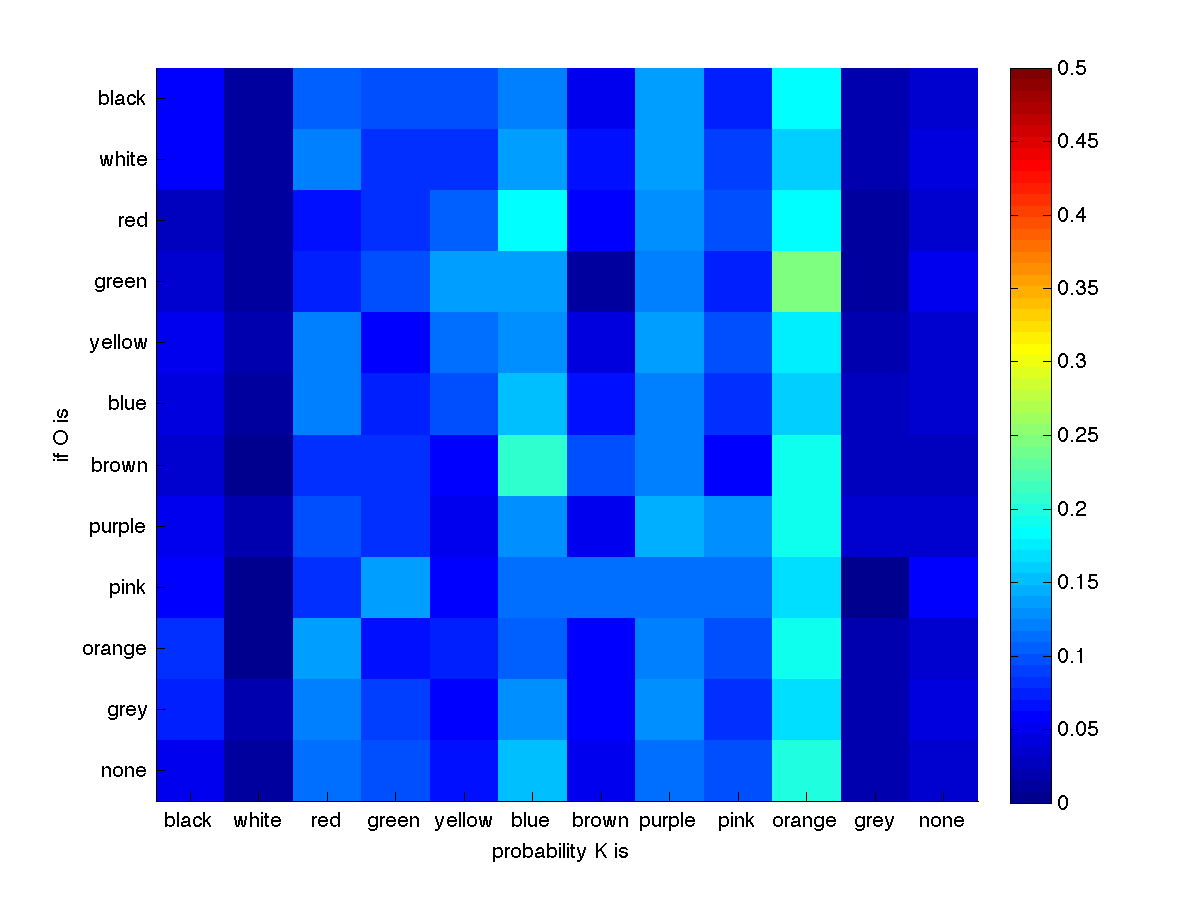 black
white
red
green
yellow
blue
brown
purple
pink
orange
grey
none
if O is
black white red green yellow blue brown purple pink orange grey none
probability K is
0.5
0.45
0.4
0.35
0.3
0.25
0.2
0.15
0.1
0.05
0